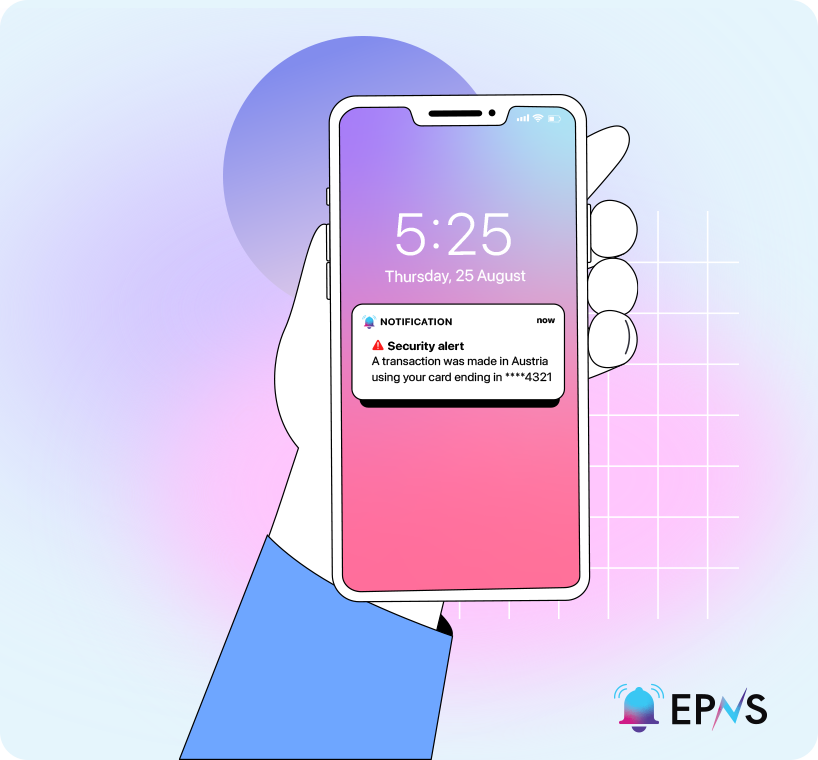 5:25
Thursday, 25 August
NOTIFICATION now
Security alert
A transaction was made in Austria
using your card ending in ****4321
EPNS